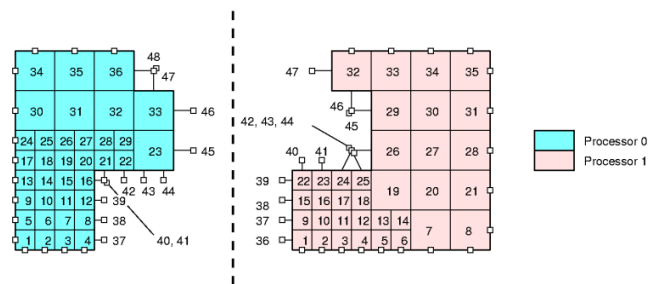 48
34 35 36 47
30 31 32 33 46
24 25 26 27 28 29 23 45
17 18 19 20 21 22
13 14 15 16 42 43 44
9 10 11 12 39
5 6 7 8 38
1 2 3 4 37 40, 41
47 32 33 34 35
46 29 30 31
42, 43, 44 45
26 27 28
40 41
39 22 23 24 25 19 20 21
38 15 16 17 18
37 9 10 11 12 13 14 7 8
36 1 2 3 4 5 6
Processor 0
Processor 1